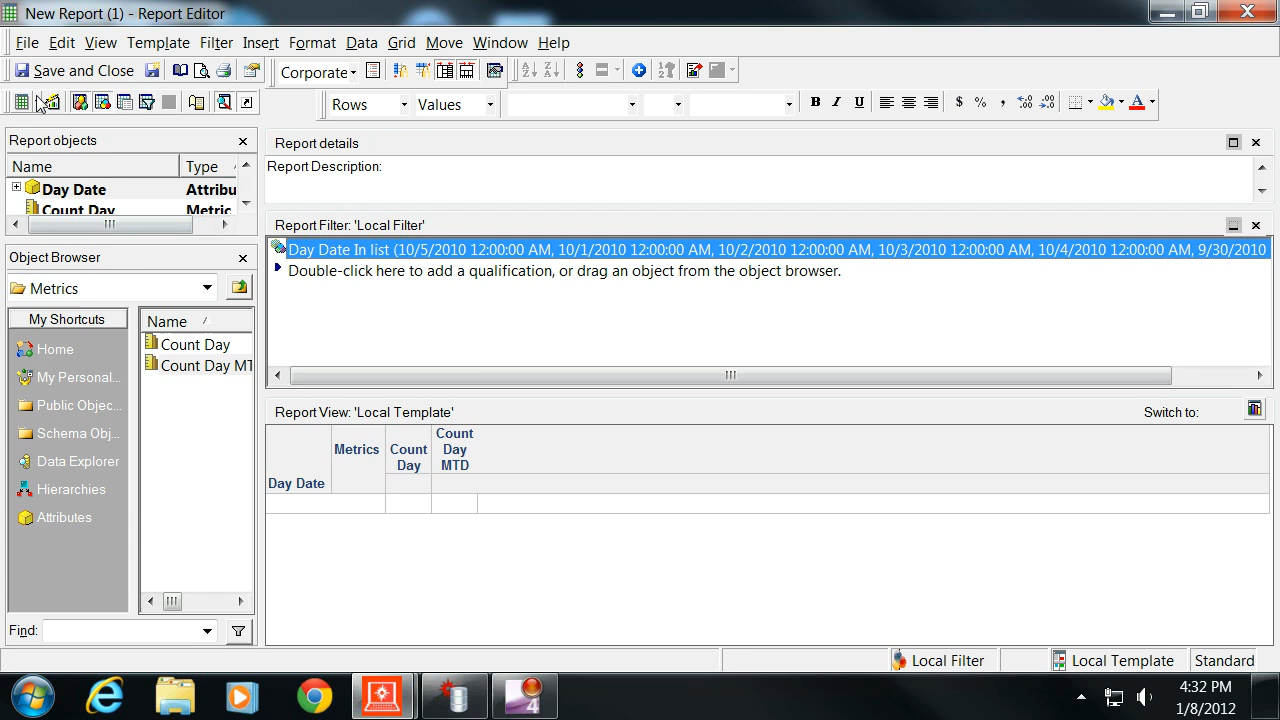 New Report (1) - Report Editor
File Edit View Template Filter Insert Format Data Grid Move Window Help
Save and Close
Corporate
Rows
Values
B I U $ % ,
Report objects
Name Type
Day Date Attribu
Count Day Metric
Object Browser
Metrics
My Shortcuts
Home
My Personal...
Public Objec...
Schema Obj...
Data Explorer
Hierarchies
Attributes
Name
Count Day
Count Day MT
Find:
Report details
Report Description:
Report Filter: 'Local Filter'
Day Date In list (10/5/2010 12:00:00 AM, 10/1/2010 12:00:00 AM, 10/2/2010 12:00:00 AM, 10/3/2010 12:00:00 AM, 10/4/2010 12:00:00 AM, 9/30/2010
Double-click here to add a qualification, or drag an object from the object browser.
Report View: 'Local Template'
Switch to:
Metrics
Count Day
Count Day MTD
Day Date
Local Filter
Local Template
Standard
4:32 PM
1/8/2012